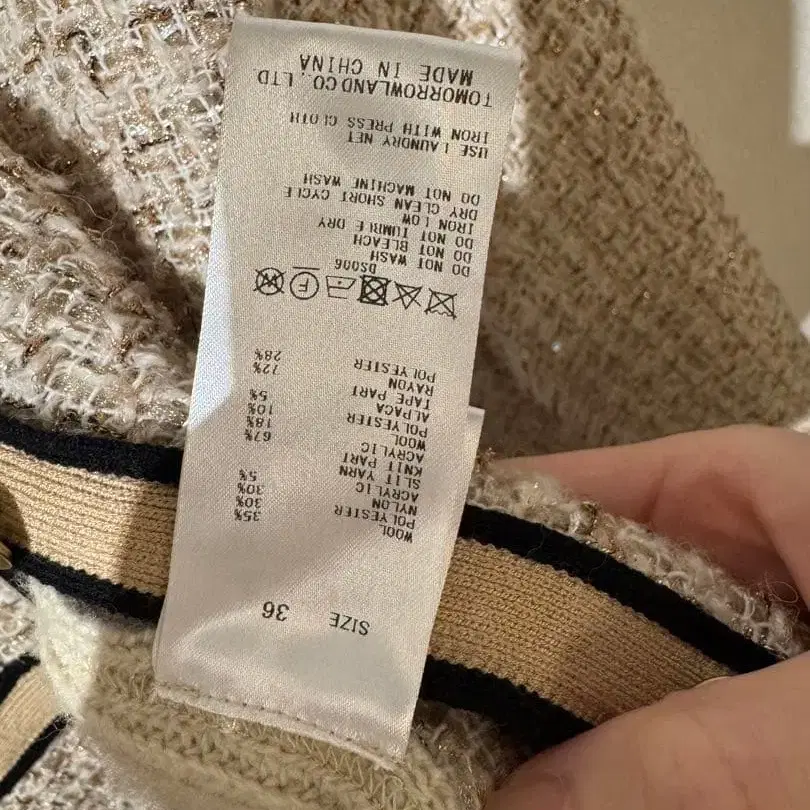 SIZE 36
WOOL 35%
POLYESTER 30%
NYLON 30%
ACRYLIC 5%
SLIT YARN
KNIT PART
ACRYLIC 67%
WOOL 18%
POLYESTER 10%
ALPACA 5%
TAPE PART
RAYON 72%
POLYESTER 28%
W
F
DS006
DO NOT WASH
DO NOT BLEACH
DO NOT TUMBLE DRY
IRON LOW
DRY CLEAN SHORT CYCLE
DO NOT MACHINE WASH
USE LAUNDRY NET
IRON WITH PRESS CLOTH
TOMORROWLAND CO., LTD.
MADE IN CHINA